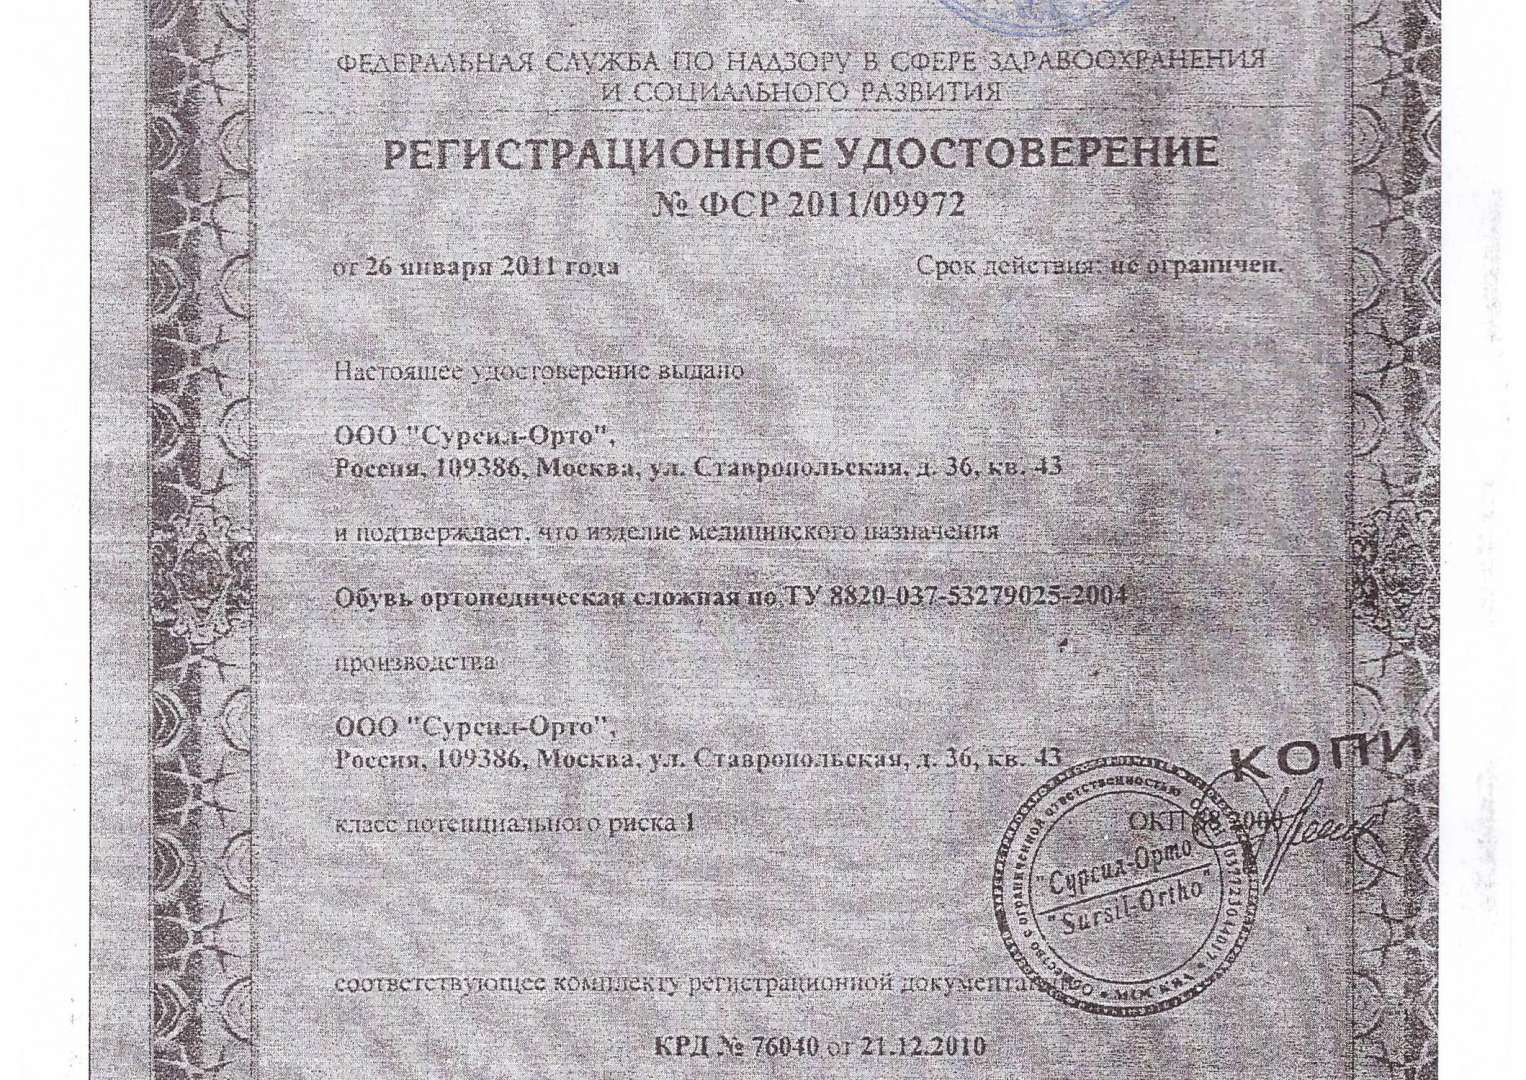 ФЕДЕРАЛЬНАЯ СЛУЖБА ПО НАДЗОРУ В СФЕРЕ ЗДРАВООХРАНЕНИЯ
И СОЦИАЛЬНОГО РАЗВИТИЯ
РЕГИСТРАЦИОННОЕ УДОСТОВЕРЕНИЕ
№ ФСР 2011/09972
от 26 января 2011 года Срок действия: не ограничен.
Настоящее удостоверение выдано
ООО "Сурсил-Орто",
Россия, 109386, Москва, ул. Ставропольская, д. 36, кв. 43
и подтверждает, что изделие медицинского назначения
Обувь ортопедическая сложная по ТУ 8820-037-53279025-2004
производства
ООО "Сурсил-Орто",
Россия, 109386, Москва, ул. Ставропольская, д. 36, кв. 43
КОПИ
класс потенциального риска 1
ОКП
"Сурсил-Орто"
"Sursil-Ortho"
ограниченной ответственностью
МОСКВА
соответствующее комплекту регистрационной
КРД № 76040 от 21.12.2010